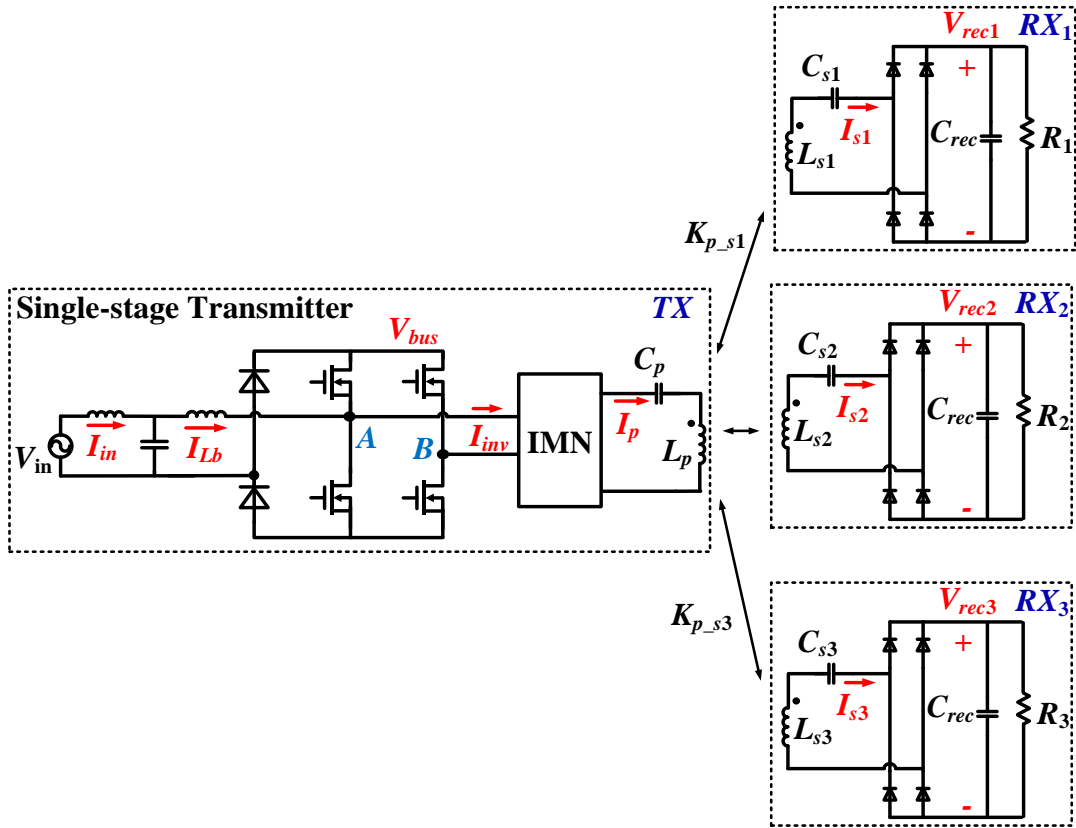 V_rec1 RX_1
C_s1
+
I_s1
L_s1
C_rec
R_1
-
K_p_s1
Single-stage Transmitter TX
V_bus
C_p
V_in
I_in
I_Lb
A
B
I_inv
IMN
I_p
L_p
V_rec2 RX_2
C_s2
+
I_s2
L_s2
C_rec
R_2
-
K_p_s3
V_rec3 RX_3
C_s3
+
I_s3
L_s3
C_rec
R_3
-